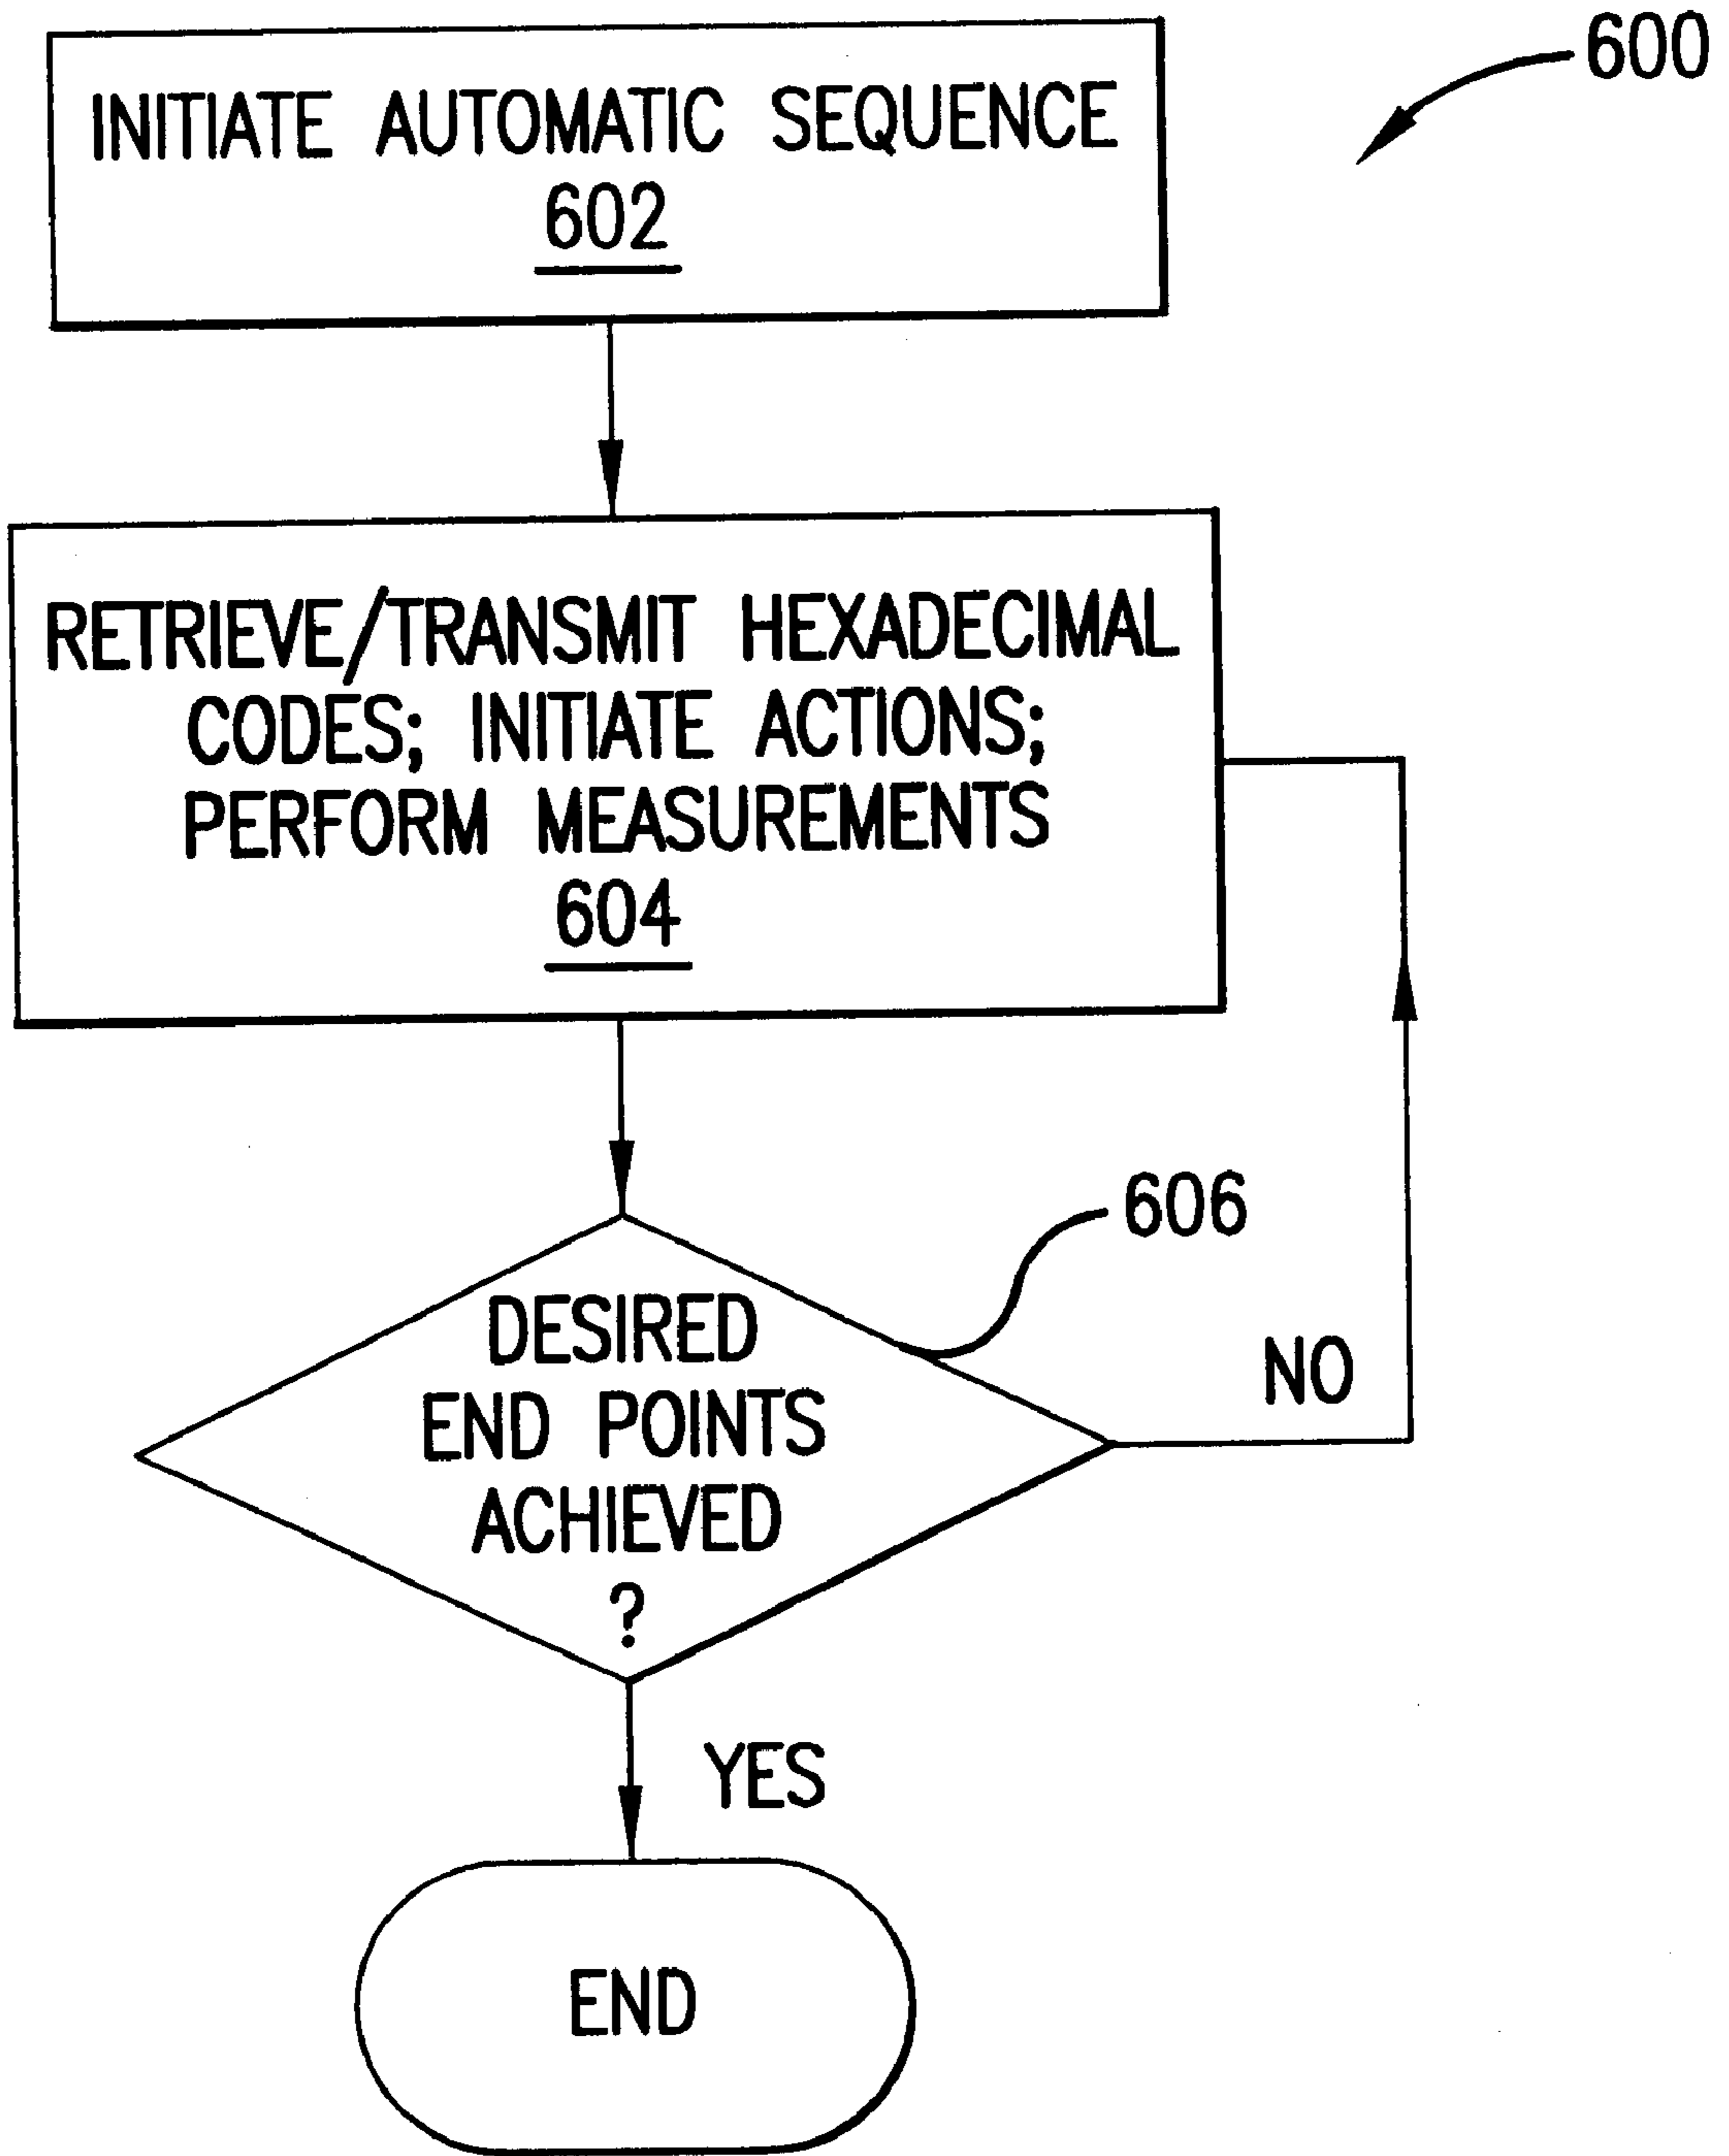 600
INITIATE AUTOMATIC SEQUENCE
602
RETRIEVE/TRANSMIT HEXADECIMAL
CODES; INITIATE ACTIONS;
PERFORM MEASUREMENTS
604
606
DESIRED
END POINTS
ACHIEVED
?
NO
YES
END